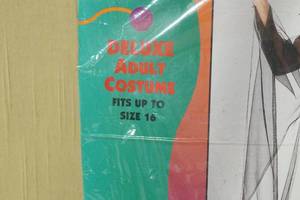 DELUXE
ADULT
COSTUME
FITS UP TO
SIZE 16